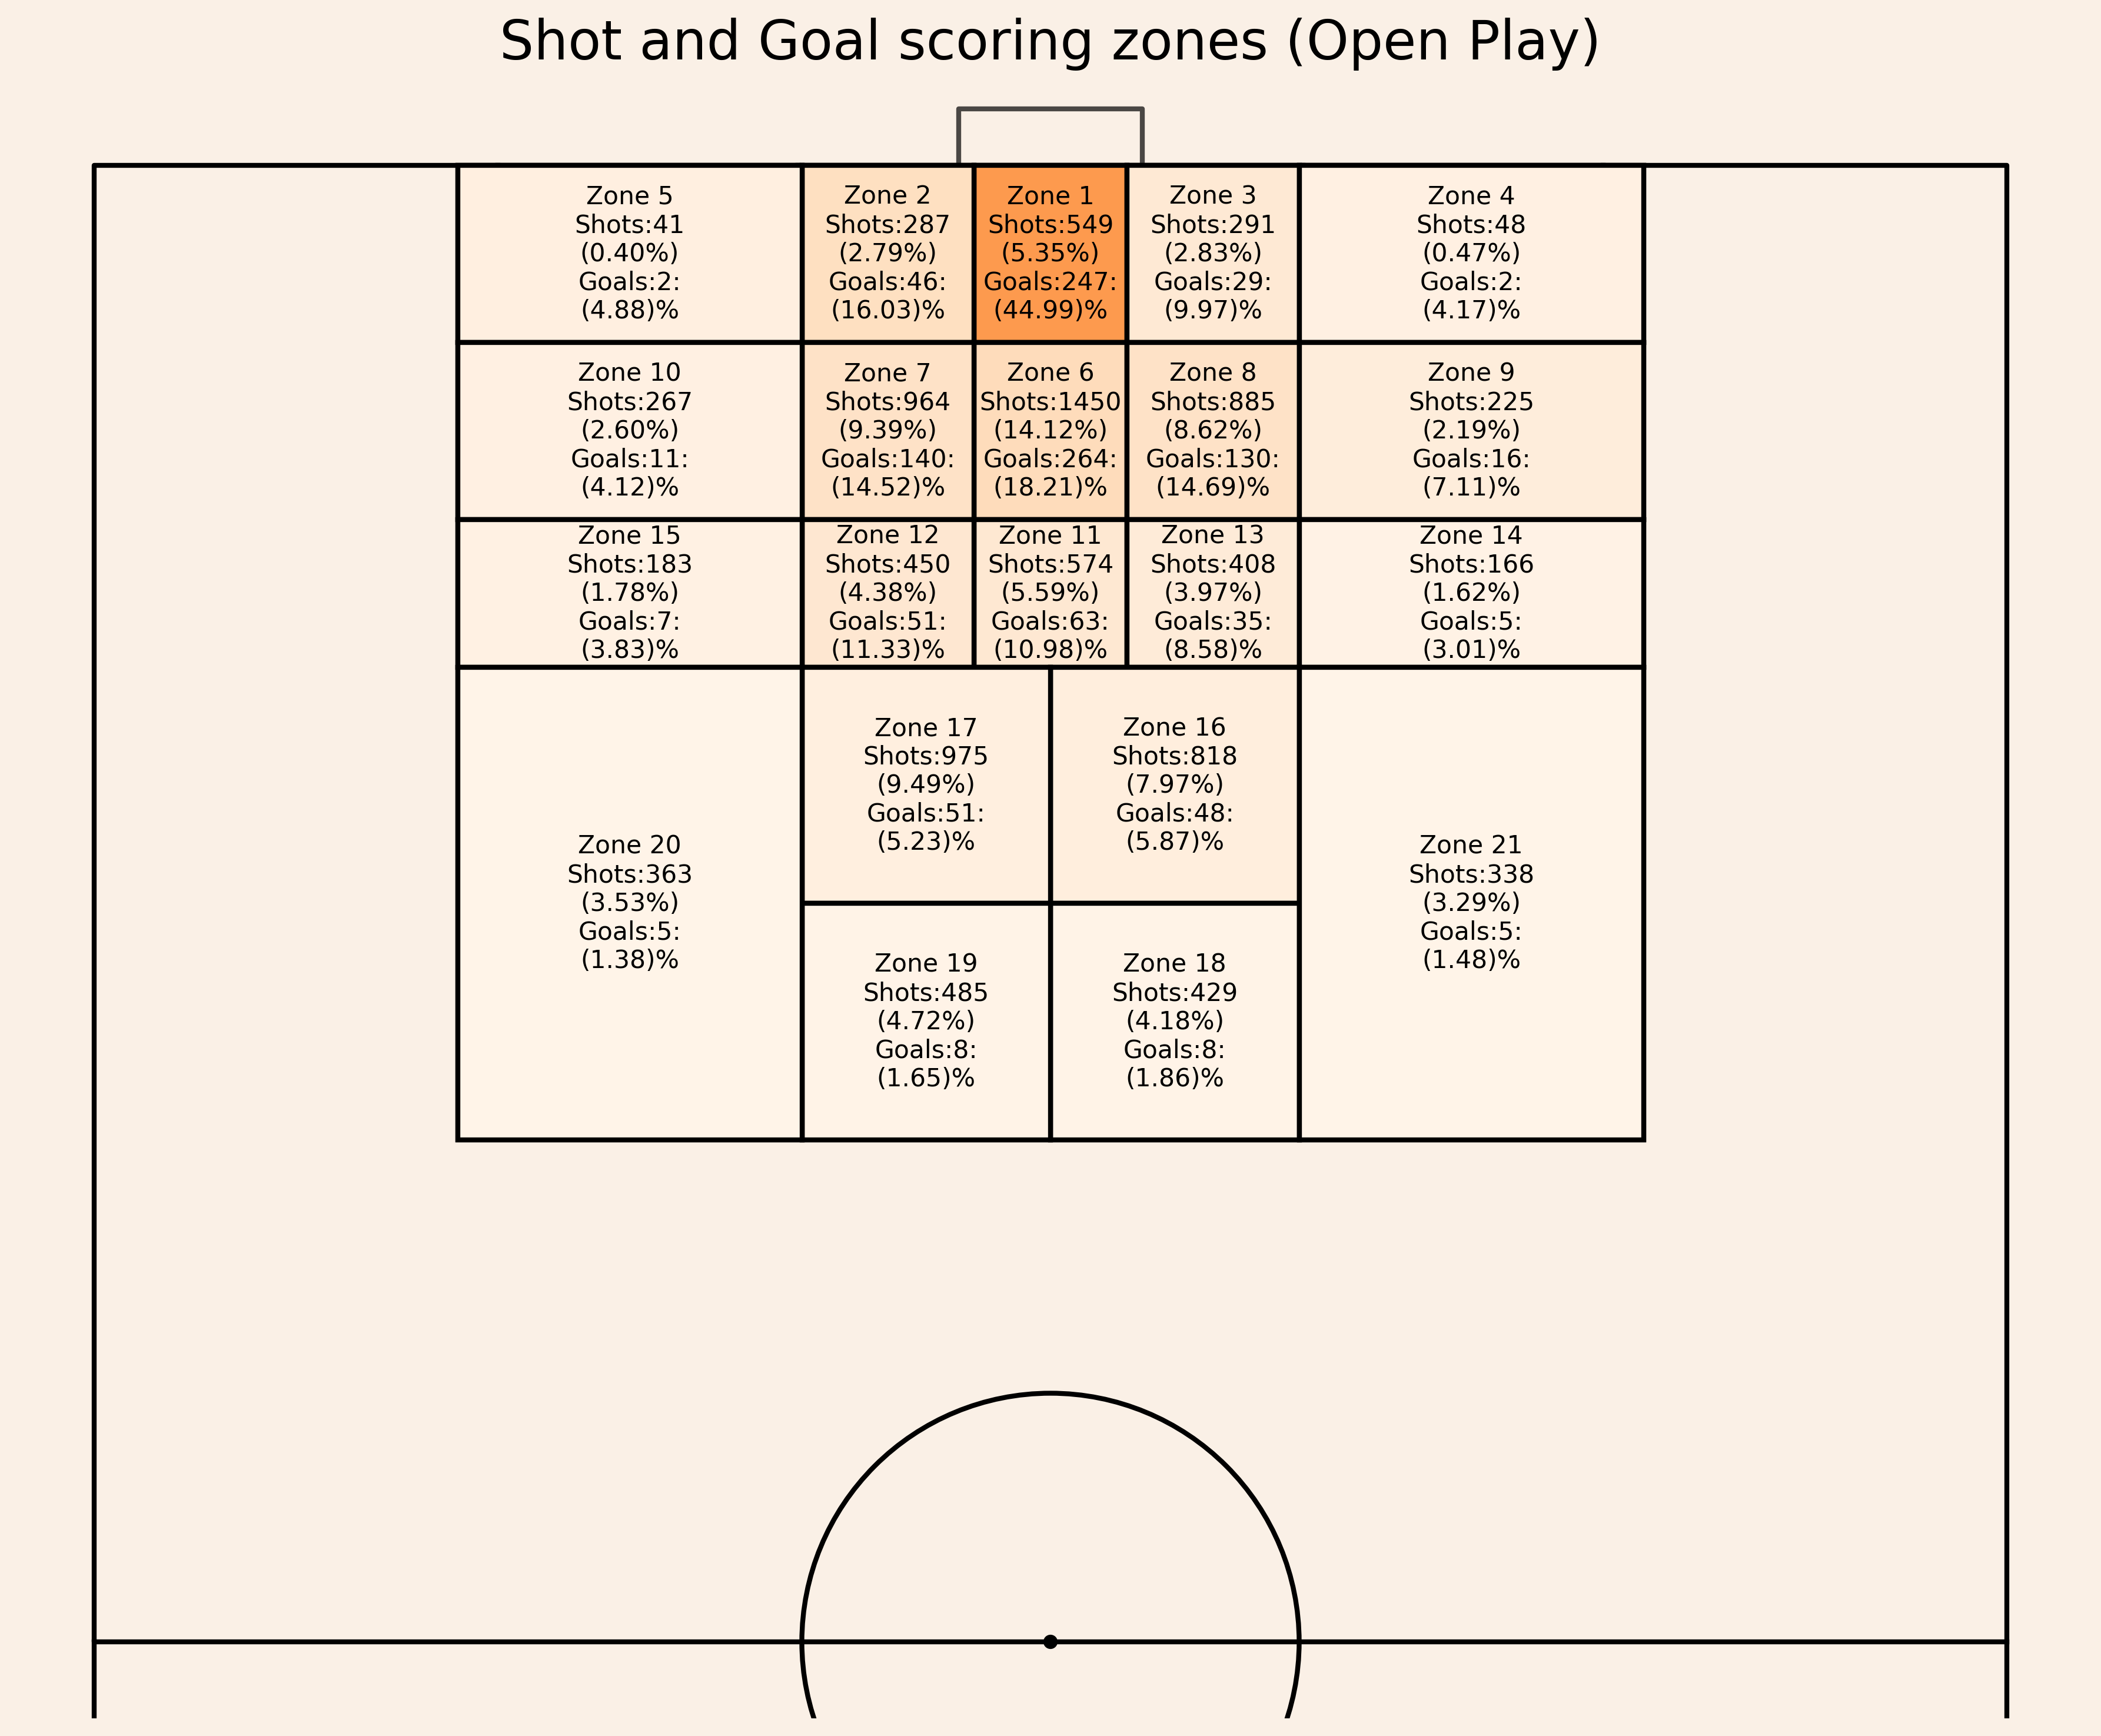 Shot and Goal scoring zones (Open Play)
Zone 5
Shots:41
(0.40%)
Goals:2:
(4.88)%
Zone 2
Shots:287
(2.79%)
Goals:46:
(16.03)%
Zone 1
Shots:549
(5.35%)
Goals:247:
(44.99)%
Zone 3
Shots:291
(2.83%)
Goals:29:
(9.97)%
Zone 4
Shots:48
(0.47%)
Goals:2:
(4.17)%
Zone 10
Shots:267
(2.60%)
Goals:11:
(4.12)%
Zone 7
Shots:964
(9.39%)
Goals:140:
(14.52)%
Zone 6
Shots:1450
(14.12%)
Goals:264:
(18.21)%
Zone 8
Shots:885
(8.62%)
Goals:130:
(14.69)%
Zone 9
Shots:225
(2.19%)
Goals:16:
(7.11)%
Zone 15
Shots:183
(1.78%)
Goals:7:
(3.83)%
Zone 12
Shots:450
(4.38%)
Goals:51:
(11.33)%
Zone 11
Shots:574
(5.59%)
Goals:63:
(10.98)%
Zone 13
Shots:408
(3.97%)
Goals:35:
(8.58)%
Zone 14
Shots:166
(1.62%)
Goals:5:
(3.01)%
Zone 17
Shots:975
(9.49%)
Goals:51:
(5.23)%
Zone 16
Shots:818
(7.97%)
Goals:48:
(5.87)%
Zone 20
Shots:363
(3.53%)
Goals:5:
(1.38)%
Zone 21
Shots:338
(3.29%)
Goals:5:
(1.48)%
Zone 19
Shots:485
(4.72%)
Goals:8:
(1.65)%
Zone 18
Shots:429
(4.18%)
Goals:8:
(1.86)%